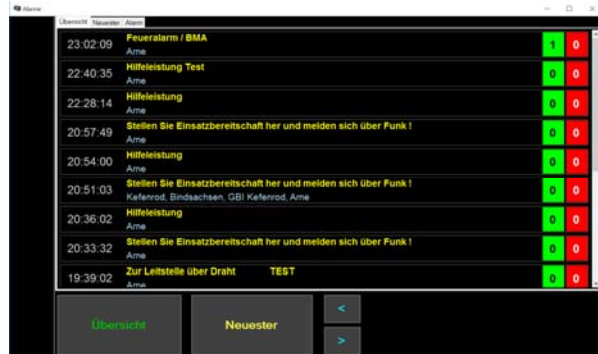 Alarme
Übersicht Neuester Alarm
23:02:09 Feueralarm / BMA 1 0
Arne
22:40:35 Hilfeleistung Test 0 0
Arne
22:28:14 Hilfeleistung 0 0
Arne
20:57:49 Stellen Sie Einsatzbereitschaft her und melden sich über Funk ! 0 0
Arne
20:54:00 Hilfeleistung 0 0
Arne
20:51:03 Stellen Sie Einsatzbereitschaft her und melden sich über Funk ! 0 0
Kefenrod, Bindsachsen, GBI Kefenrod, Arne
20:36:02 Hilfeleistung 0 0
Arne
20:33:32 Stellen Sie Einsatzbereitschaft her und melden sich über Funk ! 0 0
Arne
19:39:02 Zur Leitstelle über Draht TEST 0 0
Arne
Übersicht Neuester <
>